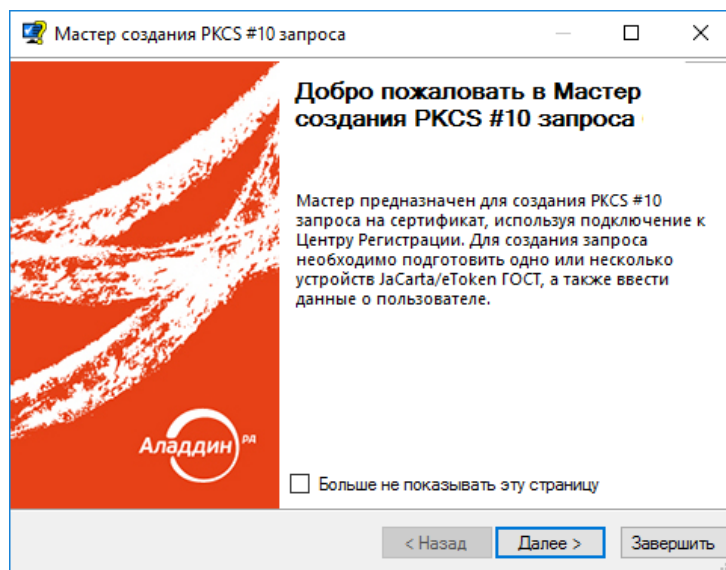 Мастер создания PKCS #10 запроса
Добро пожаловать в Мастер
создания PKCS #10 запроса
Мастер предназначен для создания PKCS #10
запроса на сертификат, используя подключение к
Центру Регистрации. Для создания запроса
необходимо подготовить одно или несколько
устройств JaCarta/eToken ГОСТ, а также ввести
данные о пользователе.
Аладдин РД
Больше не показывать эту страницу
< Назад Далее > Завершить